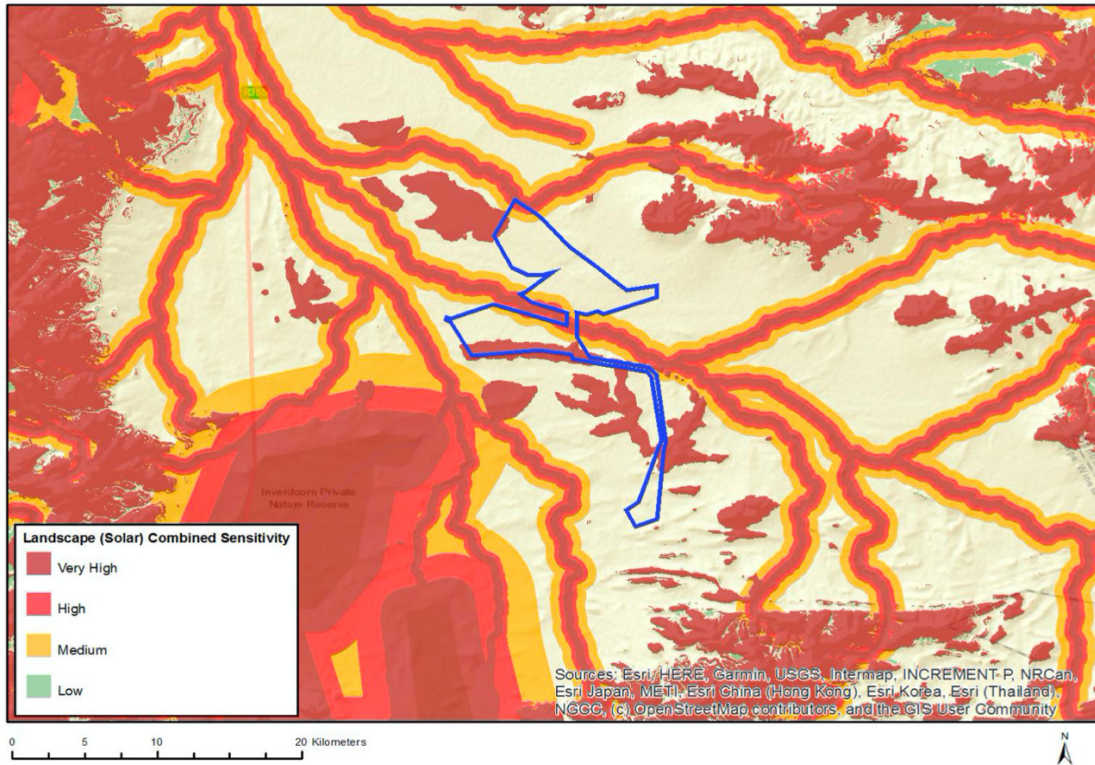 Inverdoorn Private
Nature Reserve
Landscape (Solar) Combined Sensitivity
Very High
High
Medium
Low
Sources: Esri, HERE, Garmin, USGS, Intermap, INCREMENT P, NRCan,
Esri Japan, METI, Esri China (Hong Kong), Esri Korea, Esri (Thailand),
NGCC, (c) OpenStreetMap contributors, and the GIS User Community
0 5 10 20 Kilometers
N